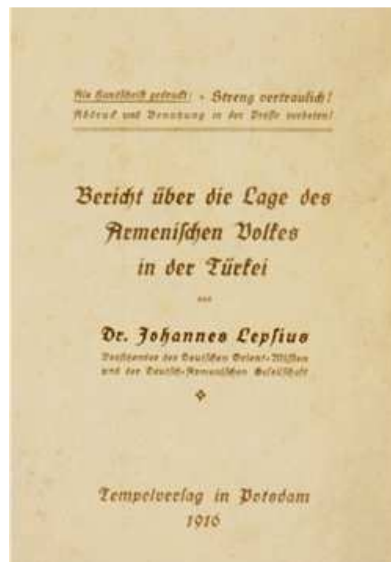 Als Handschrift gedruckt! • Streng vertraulich!
Abdruck und Benutzung in der Presse verboten!
Bericht über die Lage des
Armenischen Volkes
in der Türkei
von
Dr. Johannes Lepsius
Vorsitzender der Deutschen Orient-Mission
und der Deutsch-Armenischen Gesellschaft
Tempelverlag in Potsdam
1916